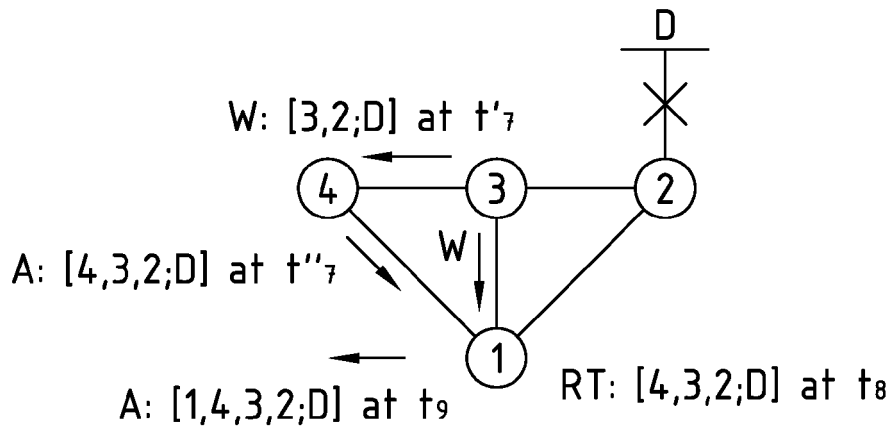 D
W: [3,2;D] at t'₇
4
3
2
W
A: [4,3,2;D] at t''₇
1
RT: [4,3,2;D] at t₈
A: [1,4,3,2;D] at t₉